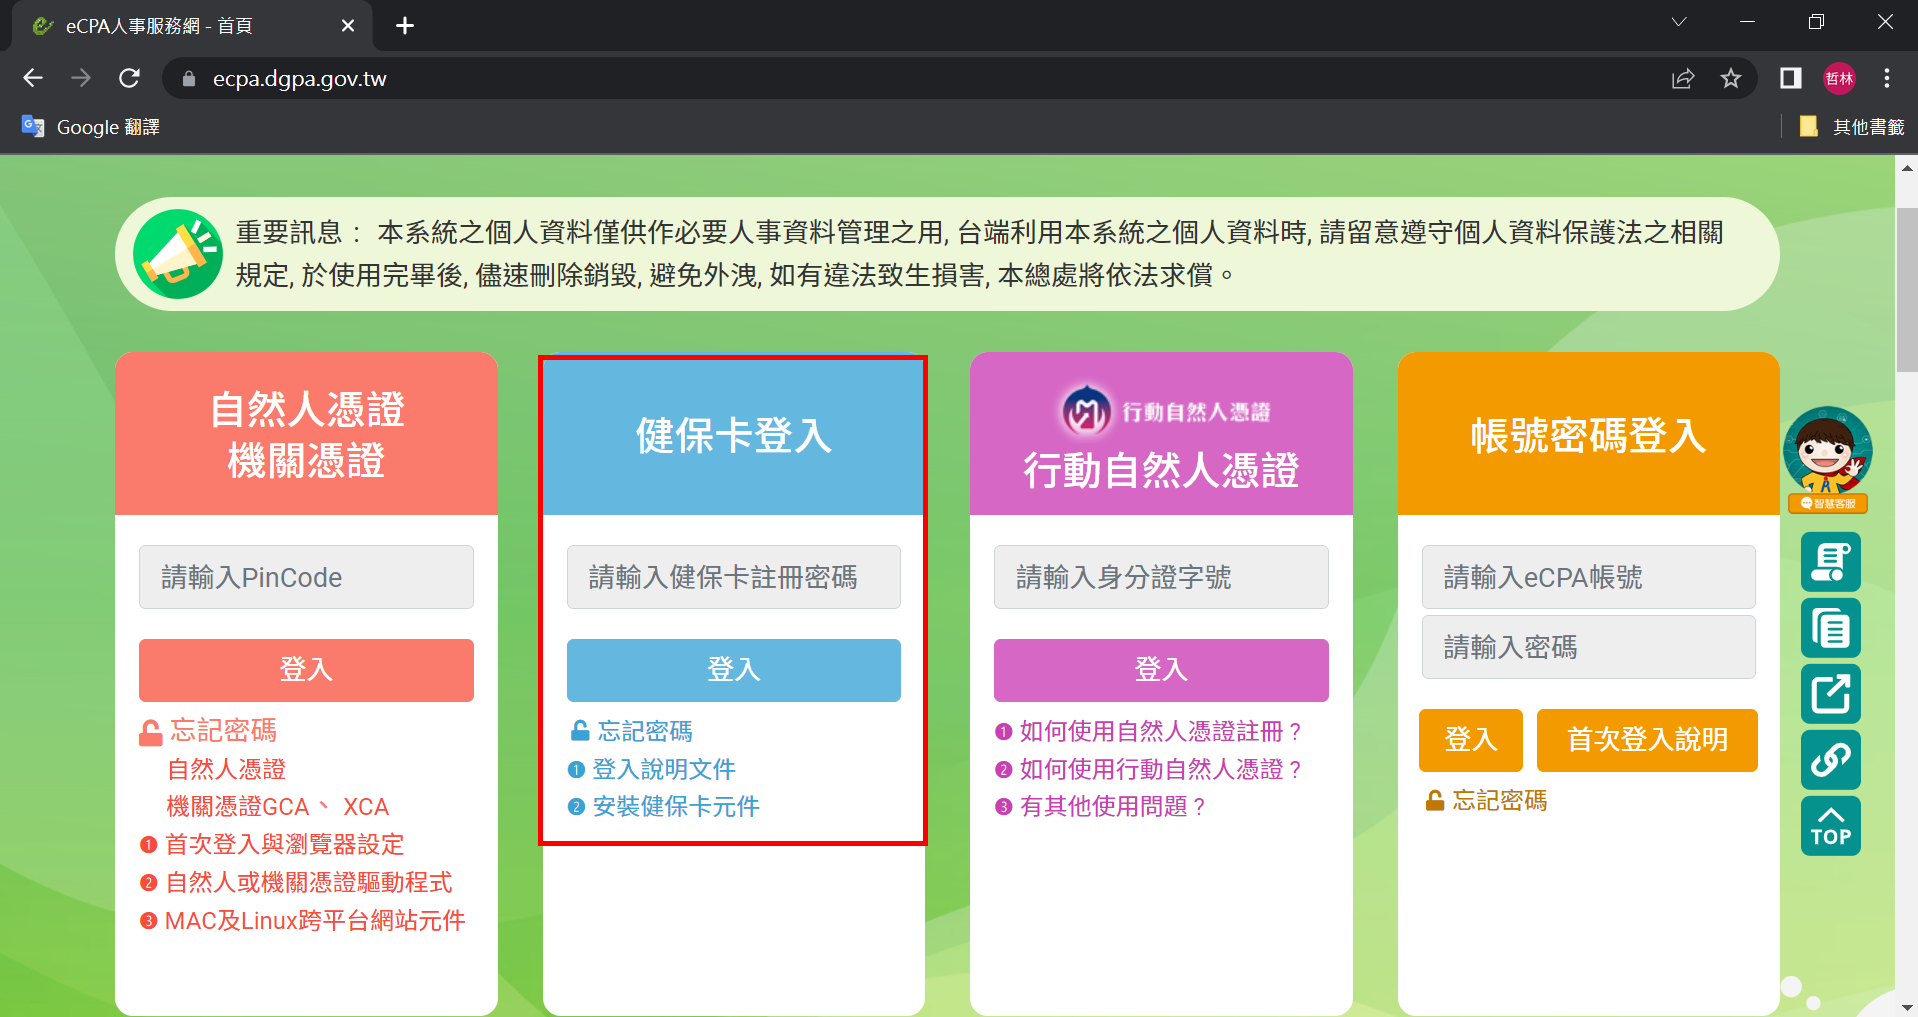 eCPA人事服務網 - 首頁
ecpa.dgpa.gov.tw
哲林
Google 翻譯
其他書籤
重要訊息： 本系統之個人資料僅供作必要人事資料管理之用, 台端利用本系統之個人資料時, 請留意遵守個人資料保護法之相關
規定, 於使用完畢後, 儘速刪除銷毀, 避免外洩, 如有違法致生損害, 本總處將依法求償。
自然人憑證
機關憑證
請輸入PinCode
登入
忘記密碼
自然人憑證
機關憑證GCA、 XCA
❶ 首次登入與瀏覽器設定
❷ 自然人或機關憑證驅動程式
❸ MAC及Linux跨平台網站元件
健保卡登入
請輸入健保卡註冊密碼
登入
忘記密碼
❶ 登入說明文件
❷ 安裝健保卡元件
行動自然人憑證
行動自然人憑證
請輸入身分證字號
登入
❶ 如何使用自然人憑證註冊？
❷ 如何使用行動自然人憑證？
❸ 有其他使用問題？
帳號密碼登入
請輸入eCPA帳號
請輸入密碼
登入
首次登入說明
忘記密碼
智慧客服
TOP